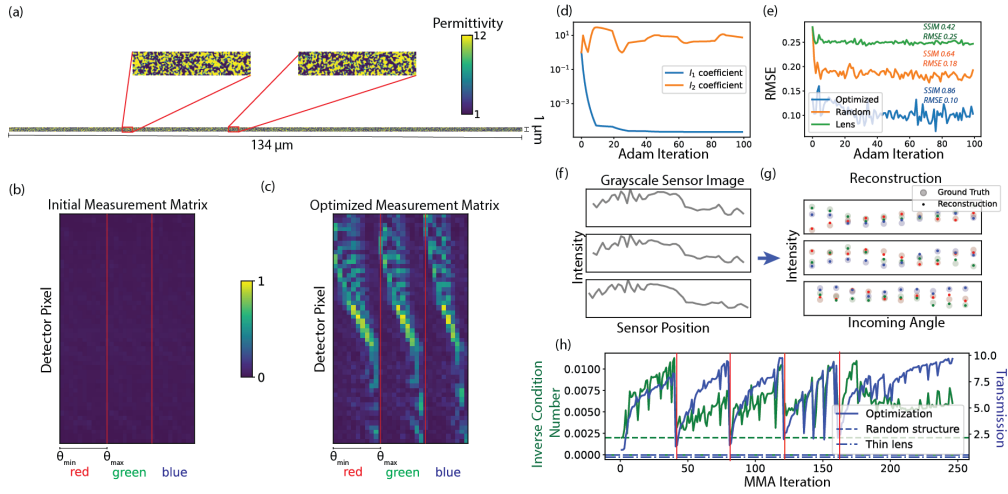 (a)
Permittivity
12
1
1 μm
134 μm
(b)
Initial Measurement Matrix
Detector Pixel
θmin
θmax
red
green
blue
1
0
(c)
Optimized Measurement Matrix
Detector Pixel
θmin
θmax
red
green
blue
(d)
10¹
10⁻¹
10⁻³
l₁ coefficient
l₂ coefficient
0
20
40
60
80
100
Adam Iteration
(e)
RMSE
0.25
0.20
0.15
0.10
SSIM 0.42
RMSE 0.25
SSIM 0.64
RMSE 0.18
SSIM 0.86
RMSE 0.10
Optimized
Random
Lens
0
20
40
60
80
100
Adam Iteration
(f)
Grayscale Sensor Image
Intensity
Sensor Position
(g)
Reconstruction
Ground Truth
Reconstruction
Intensity
Incoming Angle
(h)
Inverse Condition
Number
0.0100
0.0075
0.0050
0.0025
0.0000
10.0
7.5
5.0
2.5
Transmission
Optimization
Random structure
Thin lens
0
50
100
150
200
250
MMA Iteration